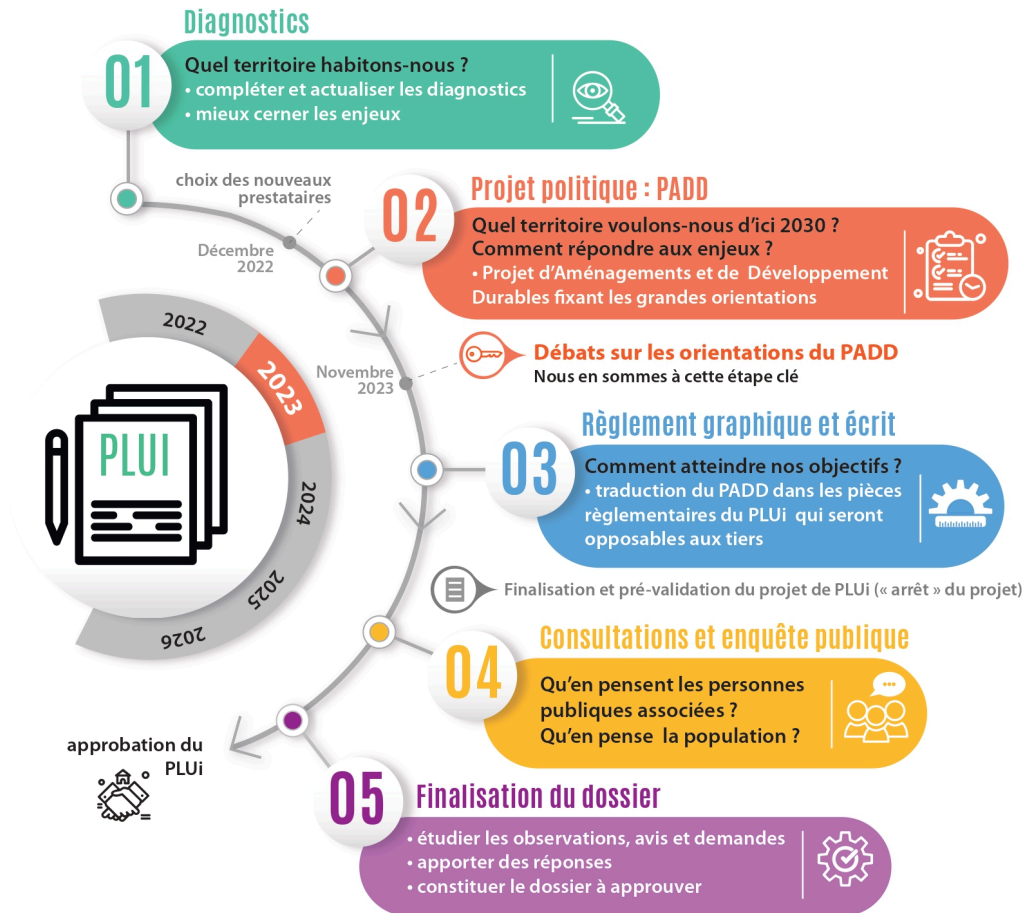 Diagnostics
01
Quel territoire habitons-nous ?
• compléter et actualiser les diagnostics
• mieux cerner les enjeux
choix des nouveaux
prestataires
Décembre
2022
02
Projet politique : PADD
Quel territoire voulons-nous d'ici 2030 ?
Comment répondre aux enjeux ?
• Projet d'Aménagements et de Développement
Durables fixant les grandes orientations
2022
2023
2024
2025
2026
PLUI
Novembre
2023
Débats sur les orientations du PADD
Nous en sommes à cette étape clé
03
Règlement graphique et écrit
Comment atteindre nos objectifs ?
• traduction du PADD dans les pièces
règlementaires du PLUi qui seront
opposables aux tiers
Finalisation et pré-validation du projet de PLUi (« arrêt » du projet)
04
Consultations et enquête publique
Qu'en pensent les personnes
publiques associées ?
Qu'en pense la population ?
approbation du
PLUi
05
Finalisation du dossier
• étudier les observations, avis et demandes
• apporter des réponses
• constituer le dossier à approuver